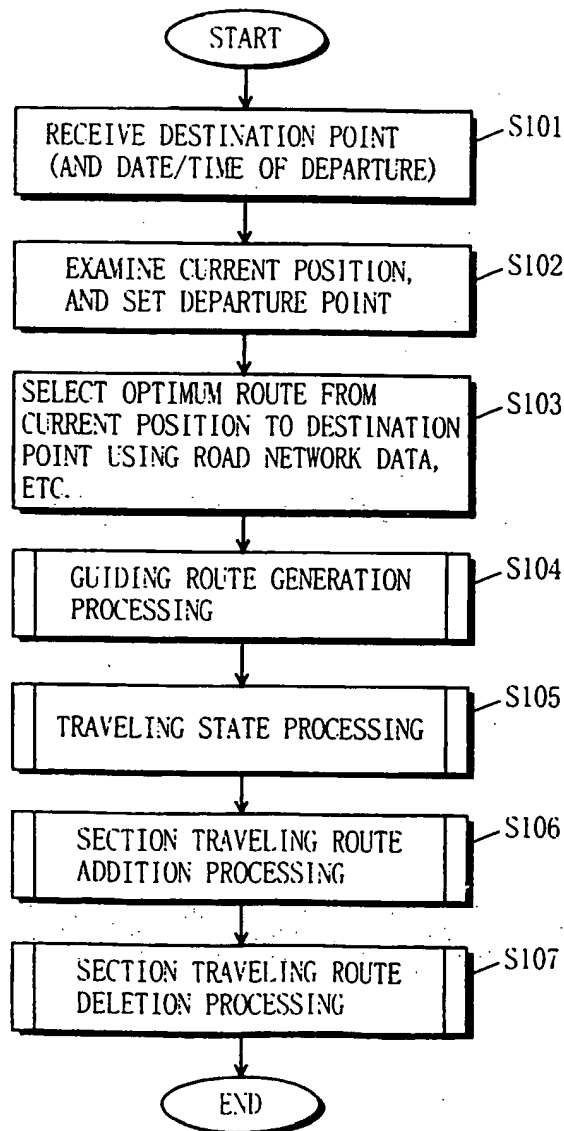 START
RECEIVE DESTINATION POINT
(AND DATE/TIME OF DEPARTURE)
S101
EXAMINE CURRENT POSITION,
AND SET DEPARTURE POINT
S102
SELECT OPTIMUM ROUTE FROM
CURRENT POSITION TO DESTINATION
POINT USING ROAD NETWORK DATA,
ETC.
S103
GUIDING ROUTE GENERATION
PROCESSING
S104
TRAVELING STATE PROCESSING
S105
SECTION TRAVELING ROUTE
ADDITION PROCESSING
S106
SECTION TRAVELING ROUTE
DELETION PROCESSING
S107
END